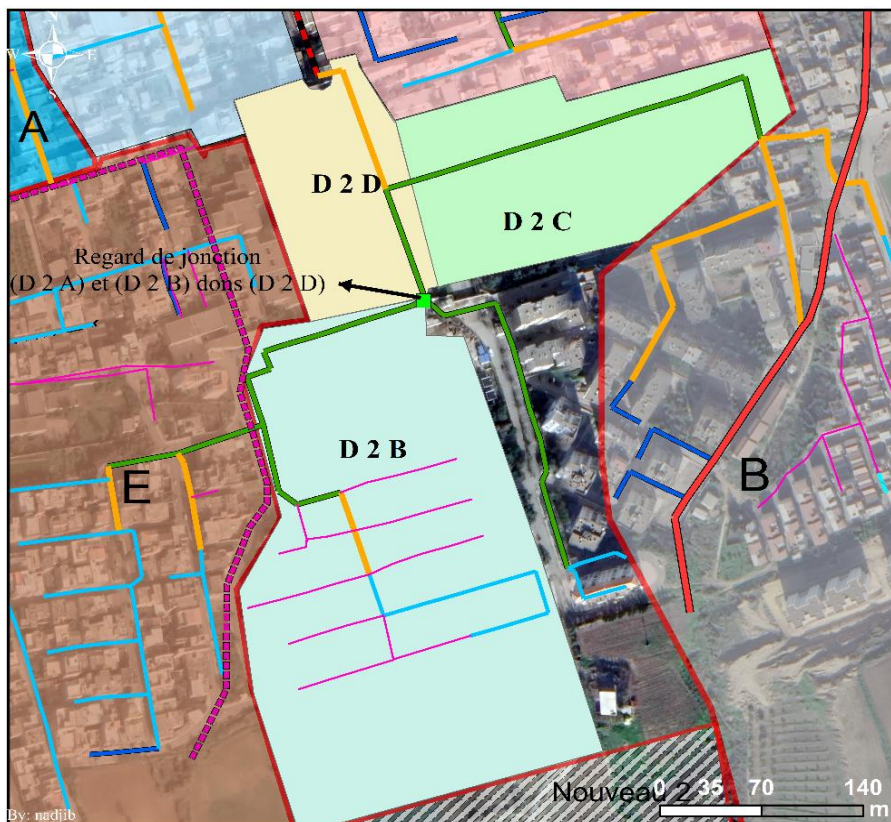 N
W E
S
A
D 2 D
D 2 C
Regard de jonction
(D 2 A) et (D 2 B) dons (D 2 D)
D 2 B
E
B
Nouveau 2
0 35 70 140
m
By: nadjib